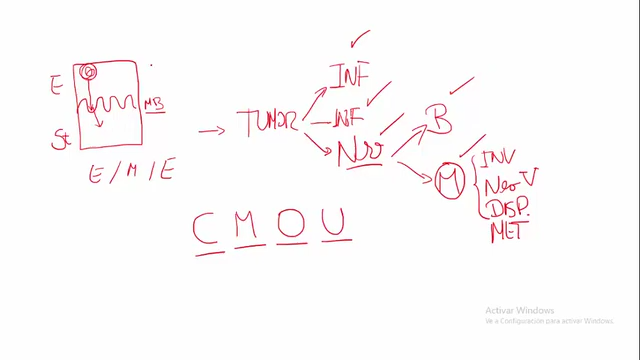 E
MB
St
E / M / E
TUMOR
INF
INF
Neo
B
M
INV
Neo V
DISP.
MET
C M O U
Activar Windows
Ve a Configuración para activar Windows.